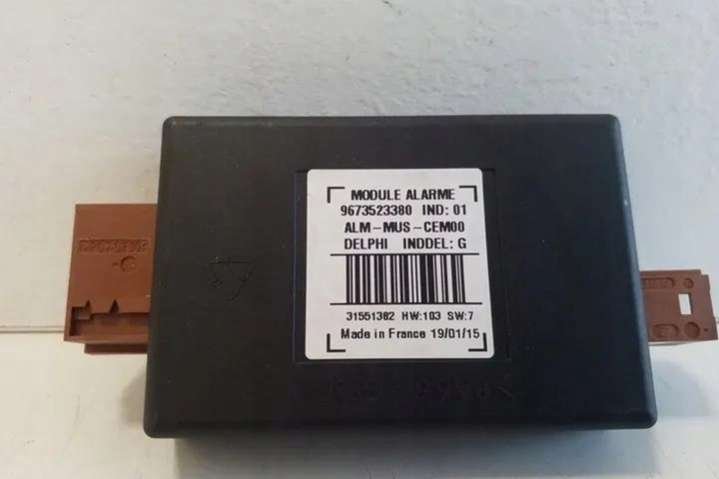 MODULE ALARME
9673523380 IND: 01
ALM-MUS-CEM00
DELPHI INDDEL: G
31551382 HW:103 SW:7
Made in France 19/01/15